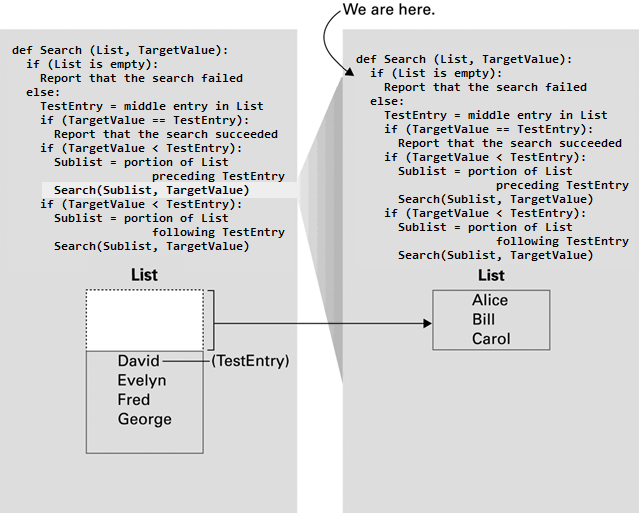 We are here.
def Search (List, TargetValue):
  if (List is empty):
    Report that the search failed
  else:
    TestEntry = middle entry in List
    if (TargetValue == TestEntry):
      Report that the search succeeded
    if (TargetValue < TestEntry):
      Sublist = portion of List
                    preceding TestEntry
      Search(Sublist, TargetValue)
    if (TargetValue < TestEntry):
      Sublist = portion of List
                    following TestEntry
      Search(Sublist, TargetValue)
List
David
(TestEntry)
Evelyn
Fred
George
def Search (List, TargetValue):
  if (List is empty):
    Report that the search failed
  else:
    TestEntry = middle entry in List
    if (TargetValue == TestEntry):
      Report that the search succeeded
    if (TargetValue < TestEntry):
      Sublist = portion of List
                    preceding TestEntry
      Search(Sublist, TargetValue)
    if (TargetValue < TestEntry):
      Sublist = portion of List
                    following TestEntry
      Search(Sublist, TargetValue)
List
Alice
Bill
Carol